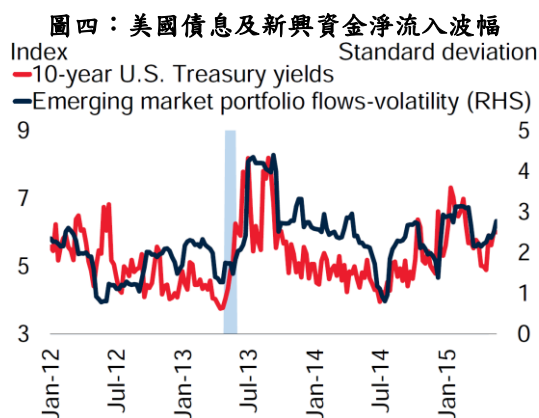 圖四：美國債息及新興資金淨流入波幅
Index Standard deviation
10-year U.S. Treasury yields
Emerging market portfolio flows-volatility (RHS)
9 5
4
7
3
2
5
1
3 0
Jan-12 Jul-12 Jan-13 Jul-13 Jan-14 Jul-14 Jan-15